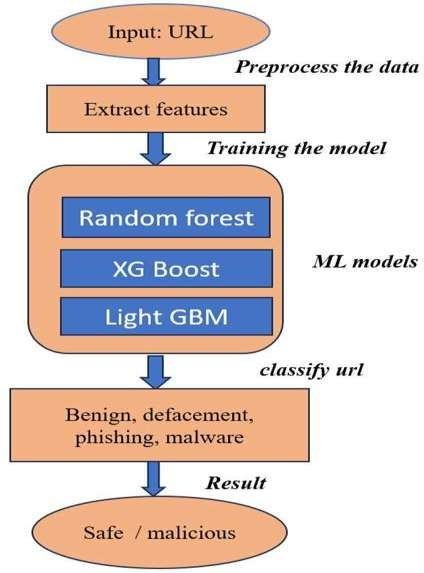 Input: URL
Preprocess the data
Extract features
Training the model
Random forest
XG Boost
ML models
Light GBM
classify url
Benign, defacement,
phishing, malware
Result
Safe / malicious